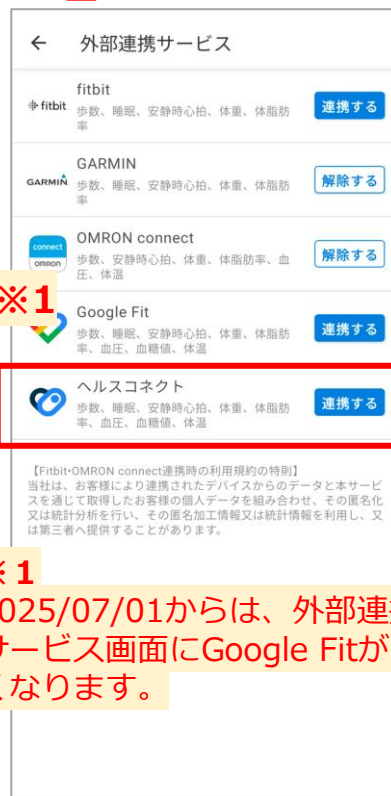 外部連携サービス
fitbit
fitbit
歩数、睡眠、安静時心拍、体重、体脂肪
率
連携する
GARMIN
GARMIN
歩数、睡眠、安静時心拍、体重、体脂肪
率
解除する
OMRON connect
connect
OMRON
歩数、安静時心拍、体重、体脂肪率、血
圧、体温
解除する
※1
Google Fit
歩数、睡眠、安静時心拍、体重、体脂肪
率、血圧、血糖値、体温
連携する
ヘルスコネクト
歩数、睡眠、安静時心拍、体重、体脂肪
率、血圧、血糖値、体温
連携する
【Fitbit・OMRON connect連携時の利用規約の特則】
当社は、お客様により連携されたデバイスからのデータと本サービ
スを通じて取得したお客様の個人データを組み合わせ、その匿名化
又は統計分析を行い、その匿名加工情報又は統計情報を利用し、又
は第三者へ提供することがあります。
※1
025/07/01からは、外部連
サービス画面にGoogle Fitが
くなります。